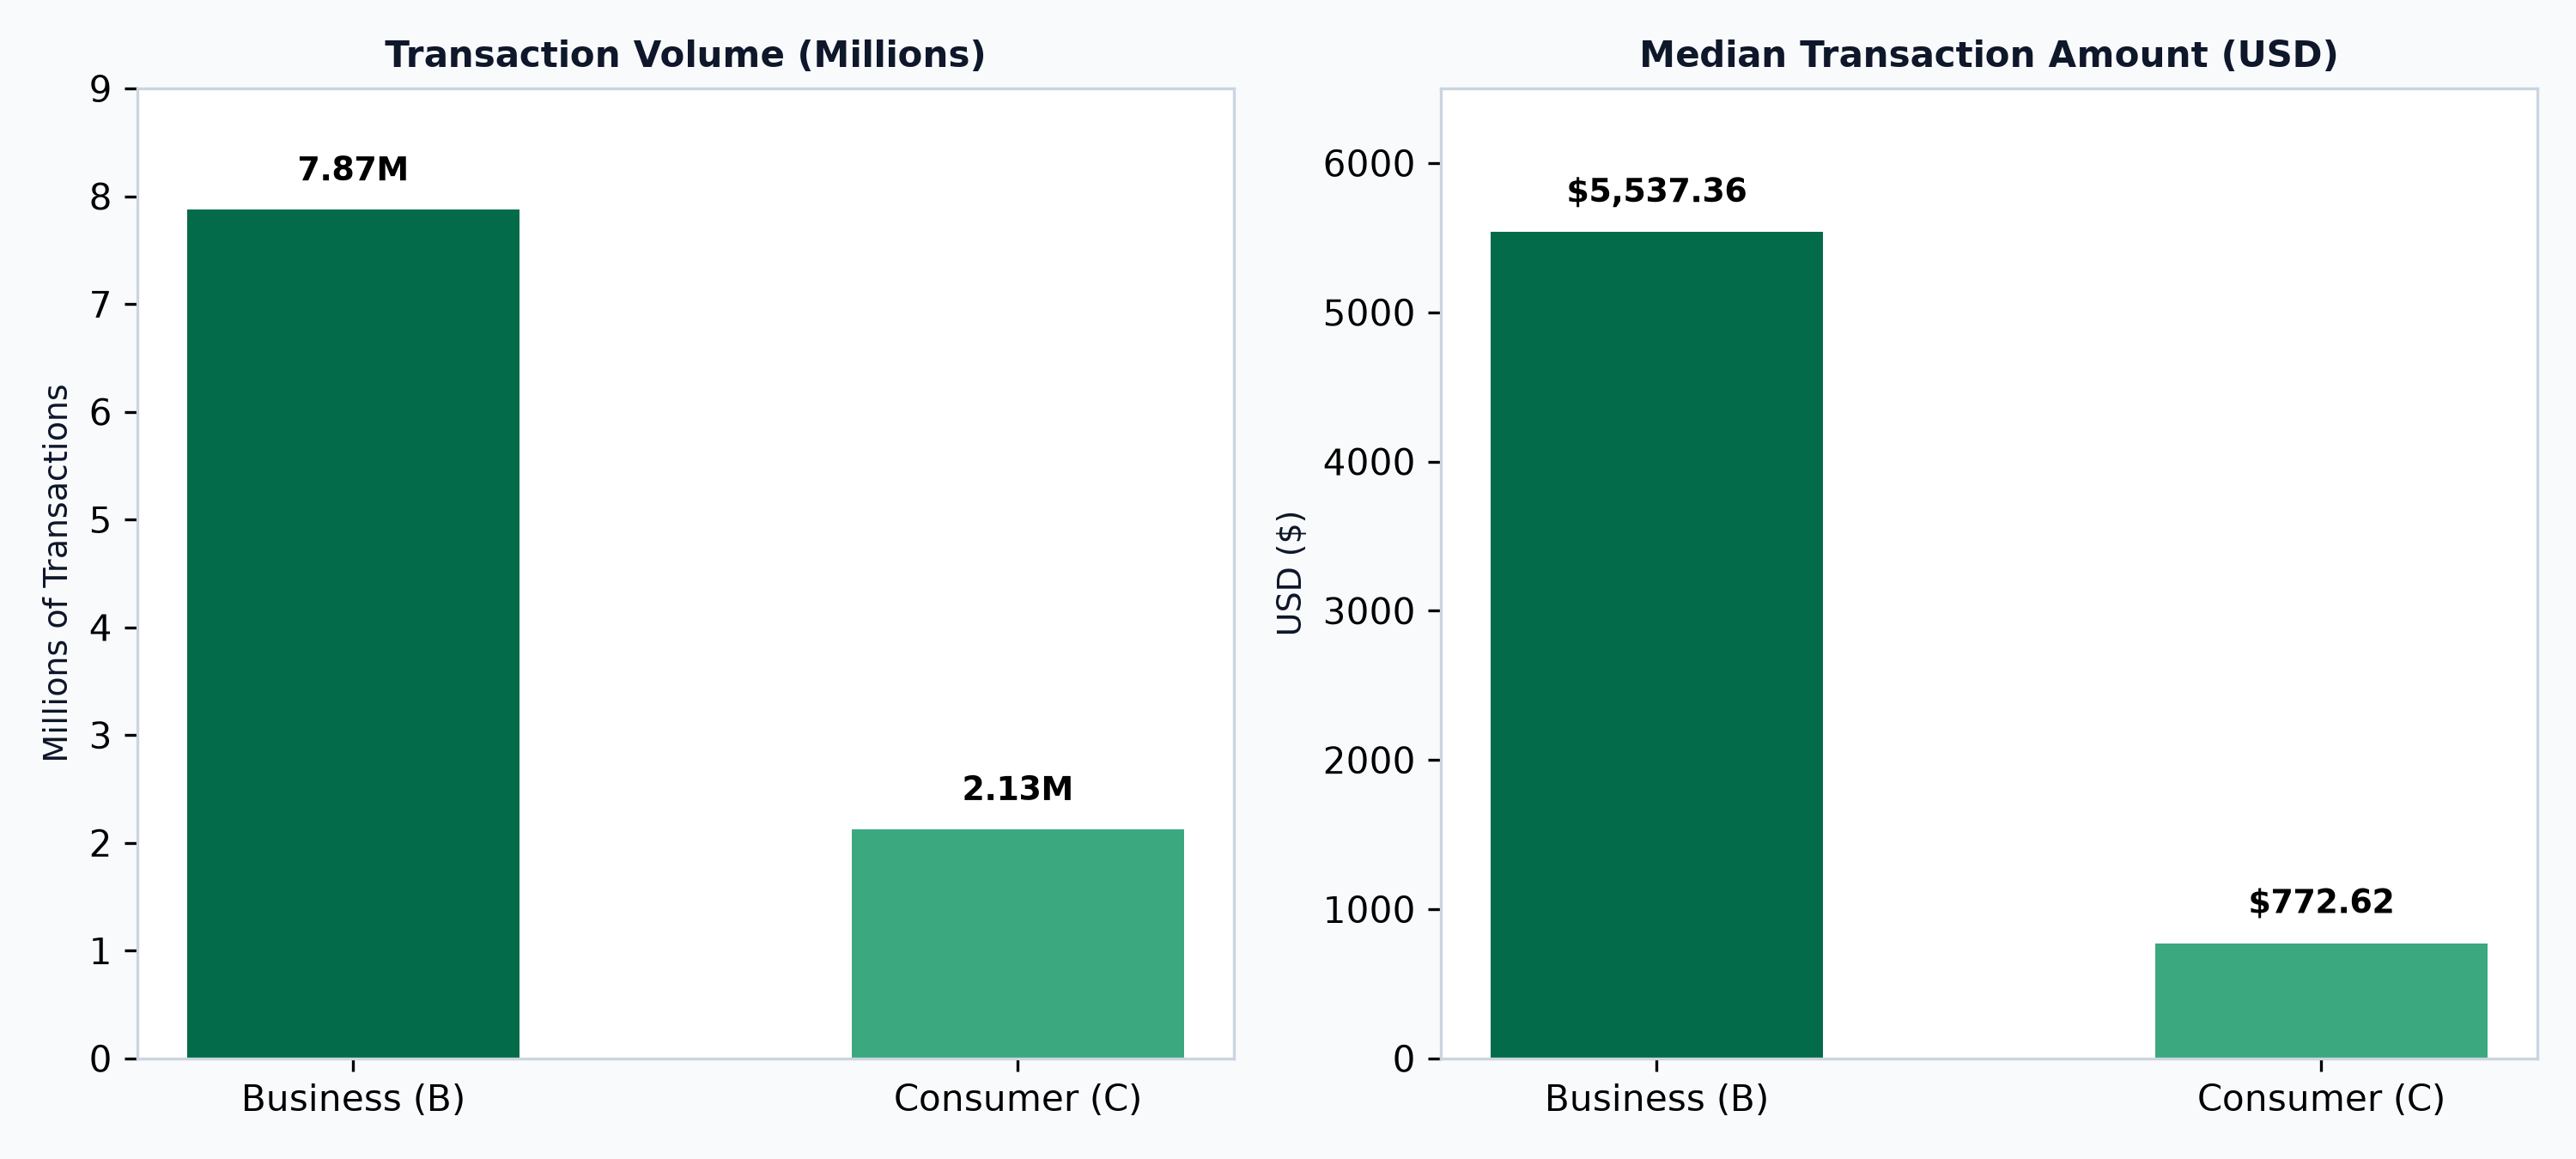 Transaction Volume (Millions)
Millions of Transactions
9
8
7
6
5
4
3
2
1
0
7.87M
2.13M
Business (B)
Consumer (C)
Median Transaction Amount (USD)
USD ($)
6000
5000
4000
3000
2000
1000
0
$5,537.36
$772.62
Business (B)
Consumer (C)